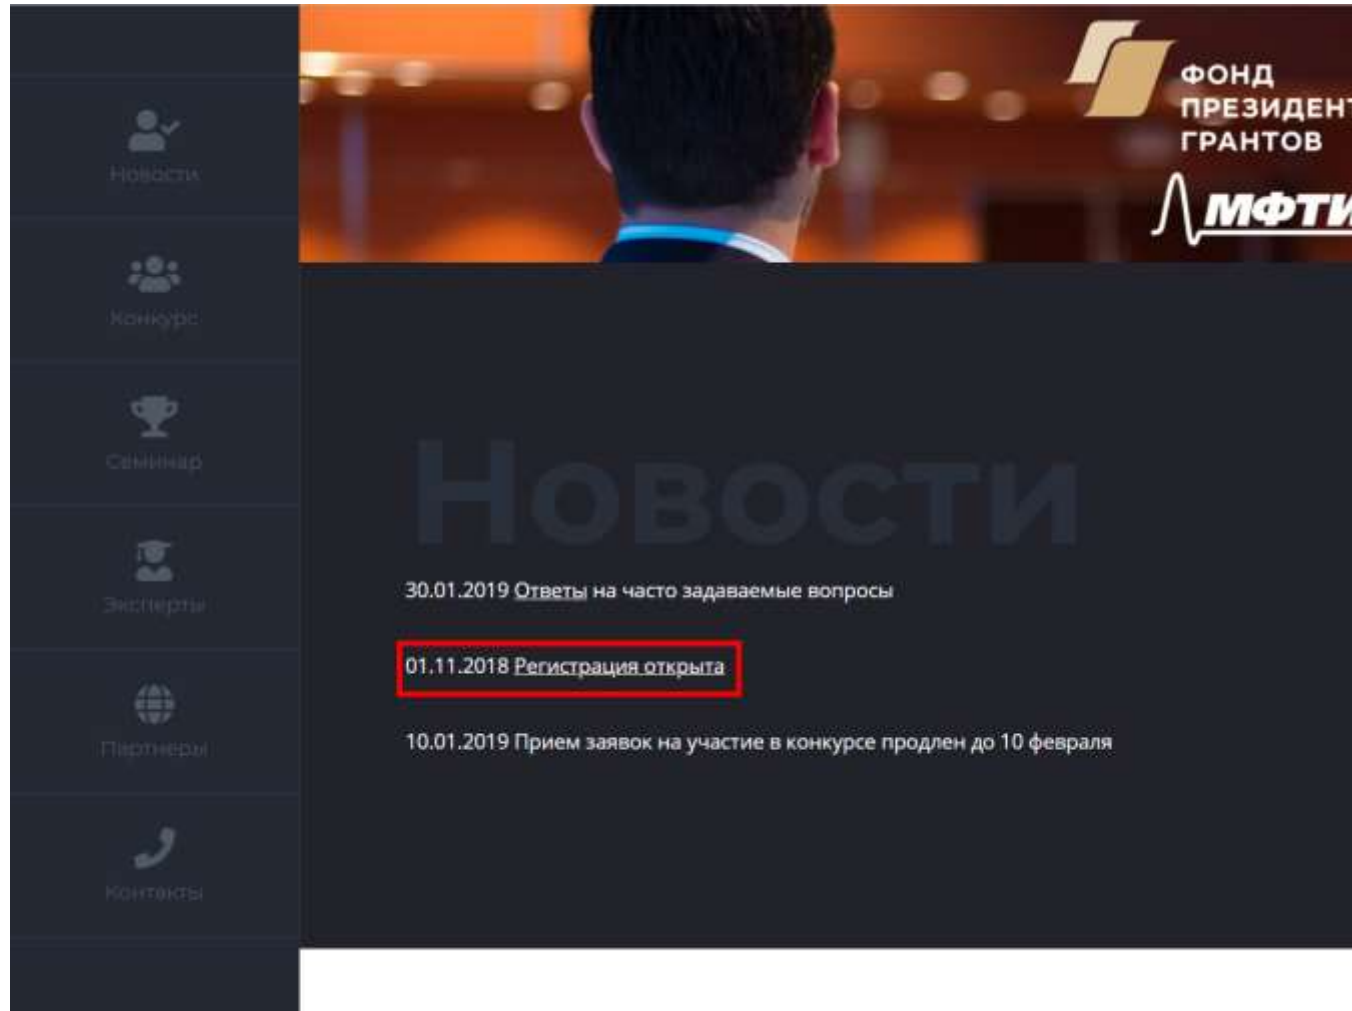 ФОНД
ПРЕЗИДЕНТ
ГРАНТОВ
МФТИ
Новости
Конкурс
Семинар
Эксперты
Партнеры
Контакты
Новости
30.01.2019 Ответы на часто задаваемые вопросы
01.11.2018 Регистрация открыта
10.01.2019 Прием заявок на участие в конкурсе продлен до 10 февраля